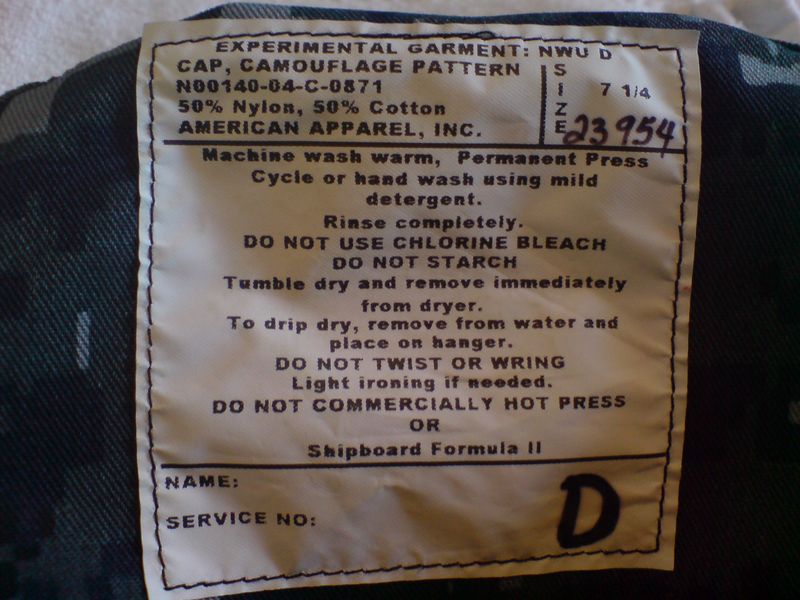 EXPERIMENTAL GARMENT: NWU D
CAP, CAMOUFLAGE PATTERN
N00140-04-C-0871
50% Nylon, 50% Cotton
AMERICAN APPAREL, INC.
SIZE
7 1/4
23954
Machine wash warm, Permanent Press
Cycle or hand wash using mild
detergent.
Rinse completely.
DO NOT USE CHLORINE BLEACH
DO NOT STARCH
Tumble dry and remove immediately
from dryer.
To drip dry, remove from water and
place on hanger.
DO NOT TWIST OR WRING
Light ironing if needed.
DO NOT COMMERCIALLY HOT PRESS
OR
Shipboard Formula II
NAME:
SERVICE NO:
D